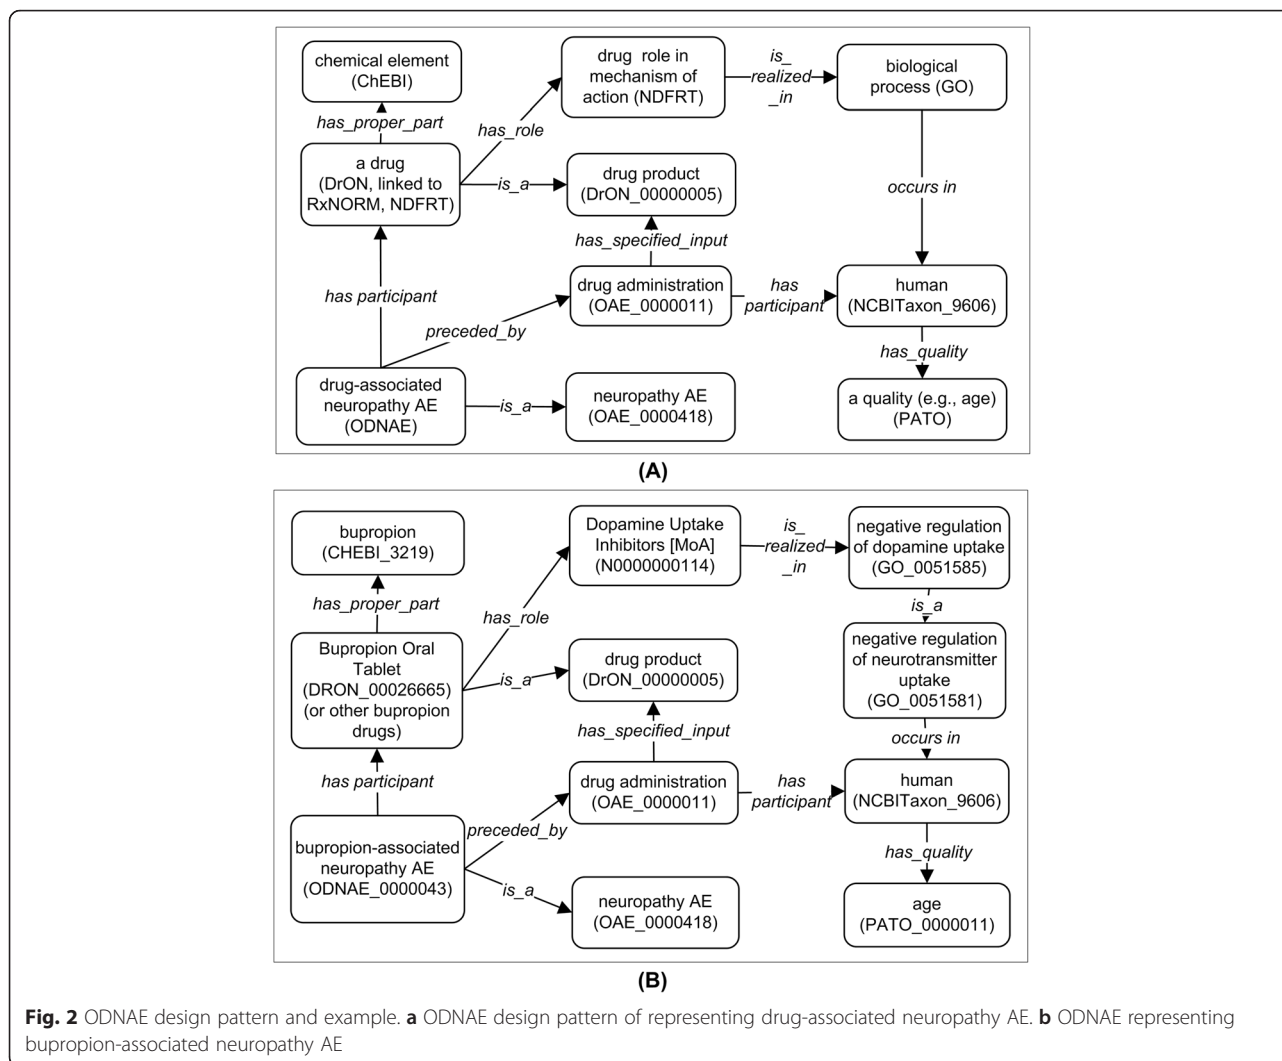 chemical element
(ChEBI)
drug role in
mechanism of
action (NDFRT)
is_
realized
_in
biological
process (GO)
has_proper_part
has_role
a drug
(DrON, linked to
RxNORM, NDFRT)
is_a
drug product
(DrON_00000005)
occurs in
has_specified_input
has participant
drug administration
(OAE_0000011)
has
participant
human
(NCBITaxon_9606)
preceded_by
has_quality
drug-associated
neuropathy AE
(ODNAE)
is_a
neuropathy AE
(OAE_0000418)
a quality (e.g., age)
(PATO)
(A)
bupropion
(CHEBI_3219)
Dopamine Uptake
Inhibitors [MoA]
(N0000000114)
is_
realized
_in
negative regulation
of dopamine uptake
(GO_0051585)
has_proper_part
has_role
is_a
Bupropion Oral
Tablet
(DRON_00026665)
(or other bupropion
drugs)
is_a
drug product
(DrON_00000005)
negative regulation
of neurotransmitter
uptake
(GO_0051581)
has_specified_input
occurs in
has participant
drug administration
(OAE_0000011)
has
participant
human
(NCBITaxon_9606)
preceded_by
has_quality
bupropion-associated
neuropathy AE
(ODNAE_0000043)
is_a
neuropathy AE
(OAE_0000418)
age
(PATO_0000011)
(B)
Fig. 2 ODNAE design pattern and example. a ODNAE design pattern of representing drug-associated neuropathy AE. b ODNAE representing
bupropion-associated neuropathy AE